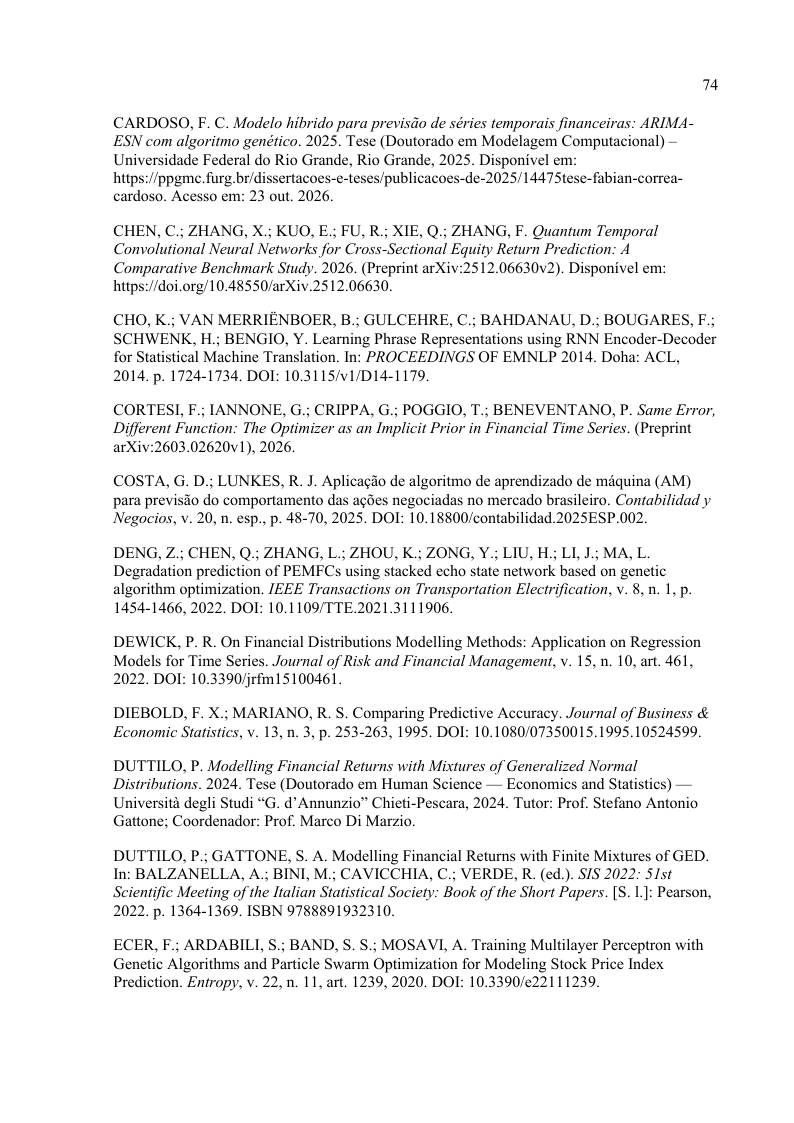 74
CARDOSO, F. C. Modelo híbrido para previsão de séries temporais financeiras: ARIMA-
ESN com algoritmo genético. 2025. Tese (Doutorado em Modelagem Computacional) –
Universidade Federal do Rio Grande, Rio Grande, 2025. Disponível em:
https://ppgmc.furg.br/dissertacoes-e-teses/publicacoes-de-2025/14475tese-fabian-correa-
cardoso. Acesso em: 23 out. 2026.
CHEN, C.; ZHANG, X.; KUO, E.; FU, R.; XIE, Q.; ZHANG, F. Quantum Temporal
Convolutional Neural Networks for Cross-Sectional Equity Return Prediction: A
Comparative Benchmark Study. 2026. (Preprint arXiv:2512.06630v2). Disponível em:
https://doi.org/10.48550/arXiv.2512.06630.
CHO, K.; VAN MERRIËNBOER, B.; GULCEHRE, C.; BAHDANAU, D.; BOUGARES, F.;
SCHWENK, H.; BENGIO, Y. Learning Phrase Representations using RNN Encoder-Decoder
for Statistical Machine Translation. In: PROCEEDINGS OF EMNLP 2014. Doha: ACL,
2014. p. 1724-1734. DOI: 10.3115/v1/D14-1179.
CORTESI, F.; IANNONE, G.; CRIPPA, G.; POGGIO, T.; BENEVENTANO, P. Same Error,
Different Function: The Optimizer as an Implicit Prior in Financial Time Series. (Preprint
arXiv:2603.02620v1), 2026.
COSTA, G. D.; LUNKES, R. J. Aplicação de algoritmo de aprendizado de máquina (AM)
para previsão do comportamento das ações negociadas no mercado brasileiro. Contabilidad y
Negocios, v. 20, n. esp., p. 48-70, 2025. DOI: 10.18800/contabilidad.2025ESP.002.
DENG, Z.; CHEN, Q.; ZHANG, L.; ZHOU, K.; ZONG, Y.; LIU, H.; LI, J.; MA, L.
Degradation prediction of PEMFCs using stacked echo state network based on genetic
algorithm optimization. IEEE Transactions on Transportation Electrification, v. 8, n. 1, p.
1454-1466, 2022. DOI: 10.1109/TTE.2021.3111906.
DEWICK, P. R. On Financial Distributions Modelling Methods: Application on Regression
Models for Time Series. Journal of Risk and Financial Management, v. 15, n. 10, art. 461,
2022. DOI: 10.3390/jrfm15100461.
DIEBOLD, F. X.; MARIANO, R. S. Comparing Predictive Accuracy. Journal of Business &
Economic Statistics, v. 13, n. 3, p. 253-263, 1995. DOI: 10.1080/07350015.1995.10524599.
DUTTILO, P. Modelling Financial Returns with Mixtures of Generalized Normal
Distributions. 2024. Tese (Doutorado em Human Science — Economics and Statistics) —
Università degli Studi “G. d’Annunzio” Chieti-Pescara, 2024. Tutor: Prof. Stefano Antonio
Gattone; Coordenador: Prof. Marco Di Marzio.
DUTTILO, P.; GATTONE, S. A. Modelling Financial Returns with Finite Mixtures of GED.
In: BALZANELLA, A.; BINI, M.; CAVICCHIA, C.; VERDE, R. (ed.). SIS 2022: 51st
Scientific Meeting of the Italian Statistical Society: Book of the Short Papers. [S. l.]: Pearson,
2022. p. 1364-1369. ISBN 9788891932310.
ECER, F.; ARDABILI, S.; BAND, S. S.; MOSAVI, A. Training Multilayer Perceptron with
Genetic Algorithms and Particle Swarm Optimization for Modeling Stock Price Index
Prediction. Entropy, v. 22, n. 11, art. 1239, 2020. DOI: 10.3390/e22111239.